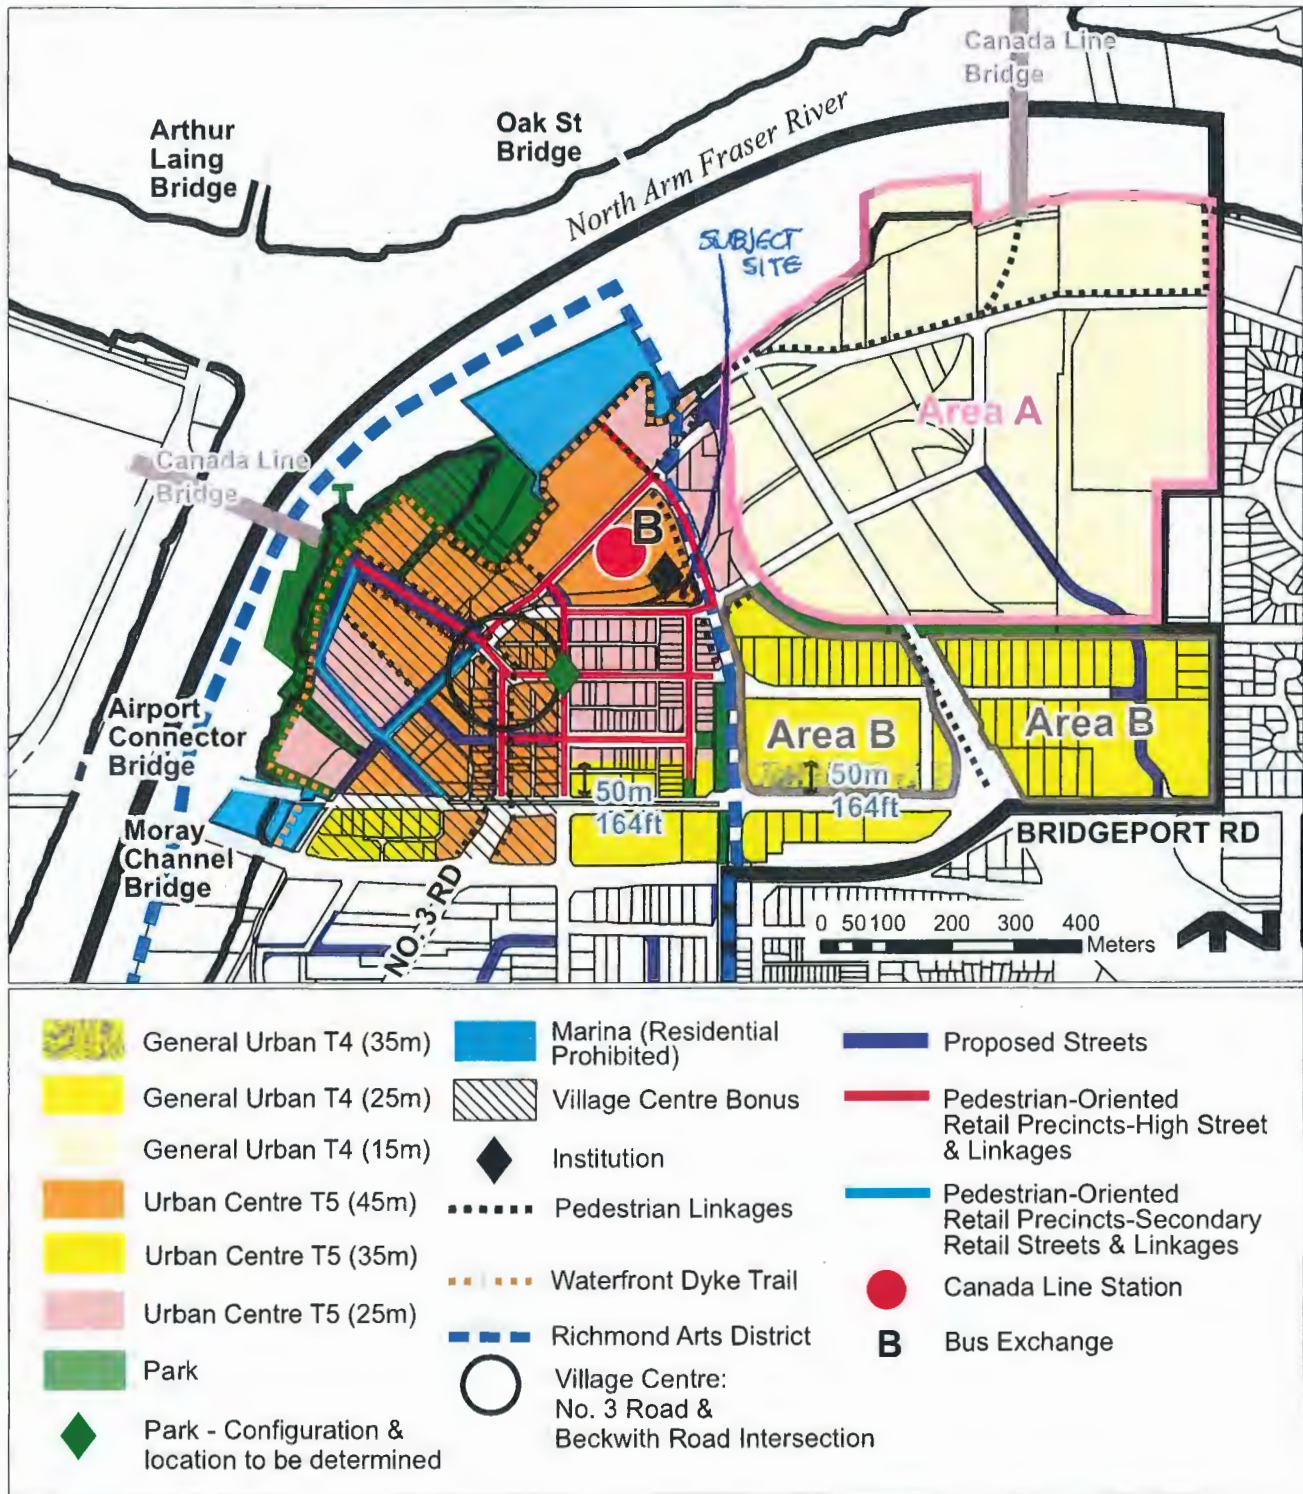 Canada Line
Bridge
Arthur
Laing
Bridge
Oak St
Bridge
North Arm Fraser River
SUBJECT
SITE
Area A
Canada Line
Bridge
T
B
Airport
Connector
Bridge
Area B
Area B
50m
164ft
50m
164ft
Moray
Channel
Bridge
BRIDGEPORT RD
NO. 3 RD
0 50 100 200 300 400
Meters
N
General Urban T4 (35m)
General Urban T4 (25m)
General Urban T4 (15m)
Urban Centre T5 (45m)
Urban Centre T5 (35m)
Urban Centre T5 (25m)
Park
Park - Configuration &
location to be determined
Marina (Residential
Prohibited)
Village Centre Bonus
Institution
Pedestrian Linkages
Waterfront Dyke Trail
Richmond Arts District
Village Centre:
No. 3 Road &
Beckwith Road Intersection
Proposed Streets
Pedestrian-Oriented
Retail Precincts-High Street
& Linkages
Pedestrian-Oriented
Retail Precincts-Secondary
Retail Streets & Linkages
Canada Line Station
B
Bus Exchange